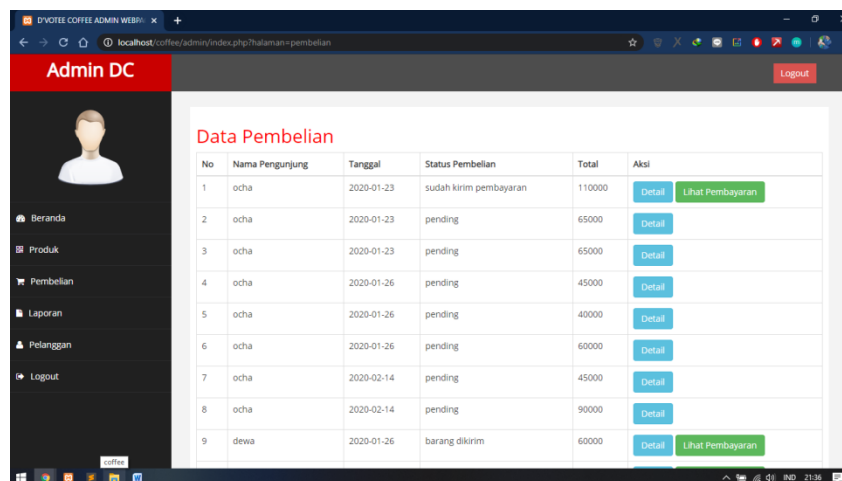 D'VOTEE COFFEE ADMIN WEBPA
localhost/coffee/admin/index.php?halaman=pembelian
Admin DC
Logout
Beranda
Produk
Pembelian
Laporan
Pelanggan
Logout
Data Pembelian
No Nama Pengunjung Tanggal Status Pembelian Total Aksi
1 ocha 2020-01-23 sudah kirim pembayaran 110000 Detail Lihat Pembayaran
2 ocha 2020-01-23 pending 65000 Detail
3 ocha 2020-01-23 pending 65000 Detail
4 ocha 2020-01-26 pending 45000 Detail
5 ocha 2020-01-26 pending 40000 Detail
6 ocha 2020-01-26 pending 60000 Detail
7 ocha 2020-02-14 pending 45000 Detail
8 ocha 2020-02-14 pending 90000 Detail
9 dewa 2020-01-26 barang dikirim 60000 Detail Lihat Pembayaran
coffee
IND 21:36